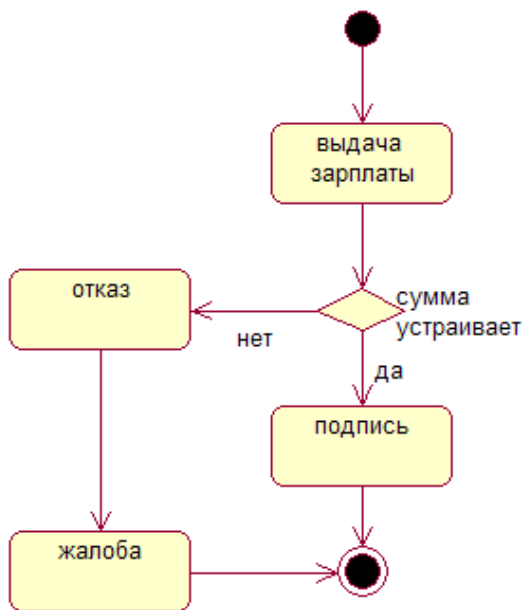 выдача
зарплаты
отказ
сумма
устраивает
нет
да
подпись
жалоба